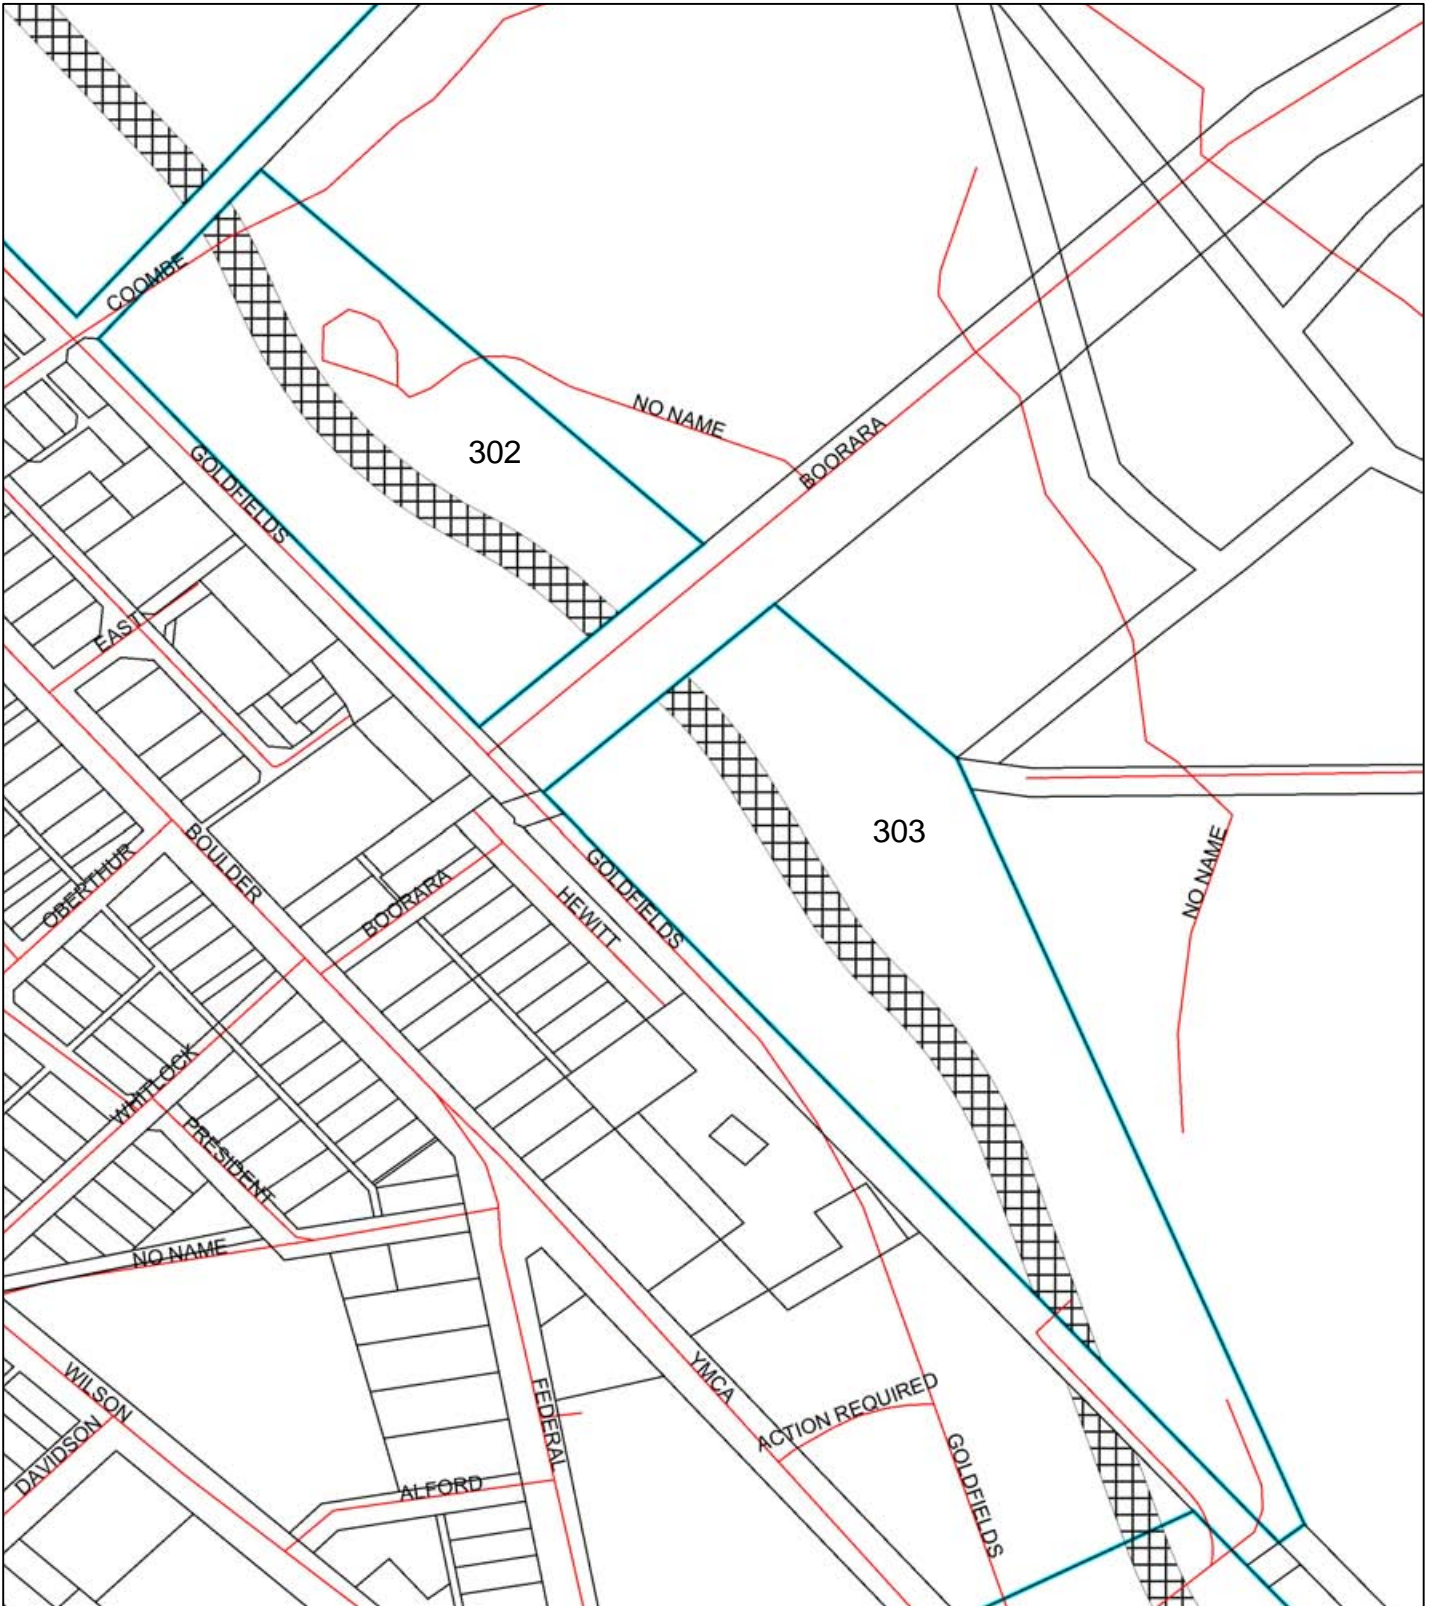 COOMBE
NO NAME
BOORARA
302
GOLDFIELDS
EAST
303
OBERTHUR
BOULDER
BOORARA
HEWITT
GOLDFIELDS
NO NAME
WHITLOCK
PRESIDENT
NO NAME
WILSON
DAVIDSON
FEDERAL
ALFORD
YMCA
ACTION REQUIRED
GOLDFIELDS